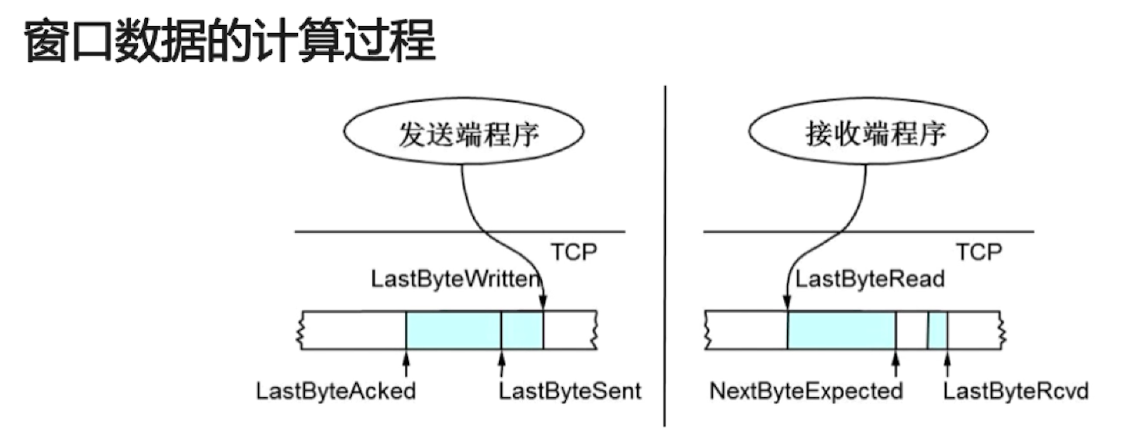 窗口数据的计算过程
发送端程序
TCP
LastByteWritten
LastByteAcked
LastByteSent
接收端程序
TCP
LastByteRead
NextByteExpected
LastByteRcvd